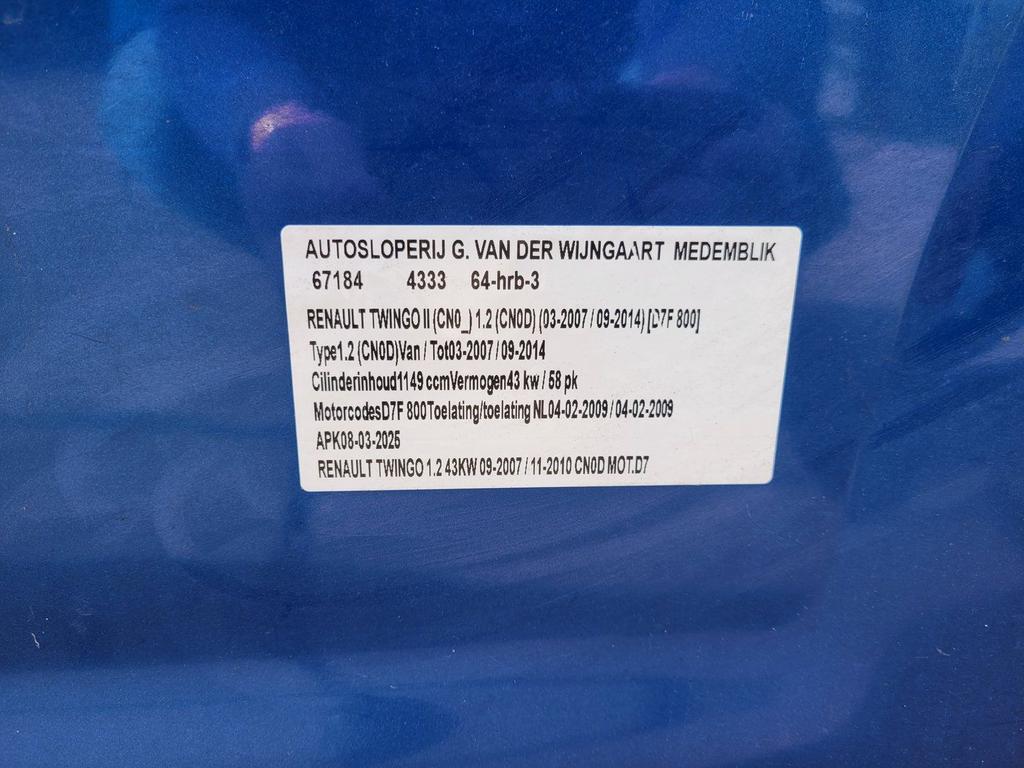 AUTOSLOPERIJ G. VAN DER WIJNGAART MEDEMBLIK
67184 4333 64-hrb-3
RENAULT TWINGO II (CN0_) 1.2 (CN0D) (03-2007 / 09-2014) [D7F 800]
Type1.2 (CN0D)Van / Tot03-2007 / 09-2014
Cilinderinhoud1149 ccmVermogen43 kw / 58 pk
MotorcodesD7F 800Toelating/toelating NL04-02-2009 / 04-02-2009
APK08-03-2025
RENAULT TWINGO 1.2 43KW 09-2007 / 11-2010 CN0D MOT.D7